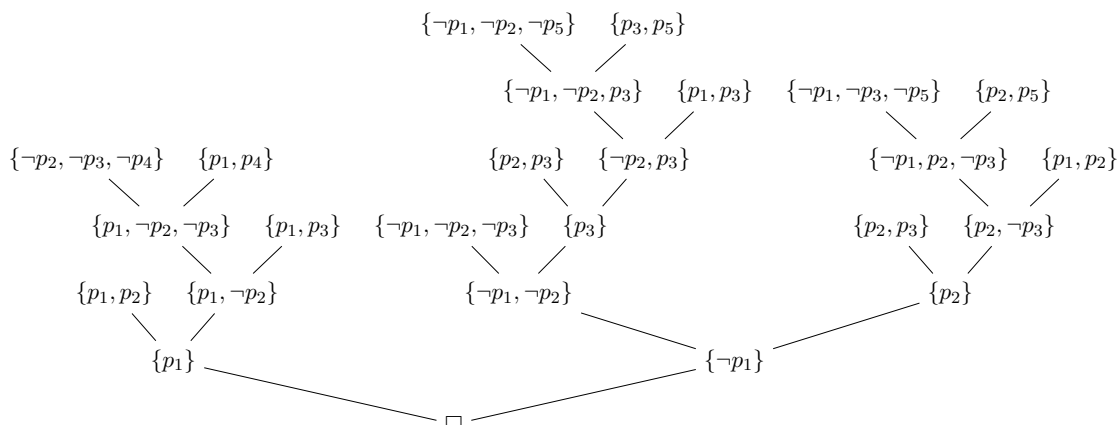 {¬p₁, ¬p₂, ¬p₅} {p₃, p₅}
{¬p₁, ¬p₂, p₃} {p₁, p₃} {¬p₁, ¬p₃, ¬p₅} {p₂, p₅}
{¬p₂, ¬p₃, ¬p₄} {p₁, p₄} {p₂, p₃} {¬p₂, p₃} {¬p₁, p₂, ¬p₃} {p₁, p₂}
{p₁, ¬p₂, ¬p₃} {p₁, p₃} {¬p₁, ¬p₂, ¬p₃} {p₃} {p₂, p₃} {p₂, ¬p₃}
{p₁, p₂} {p₁, ¬p₂} {¬p₁, ¬p₂} {p₂}
{p₁} {¬p₁}
□